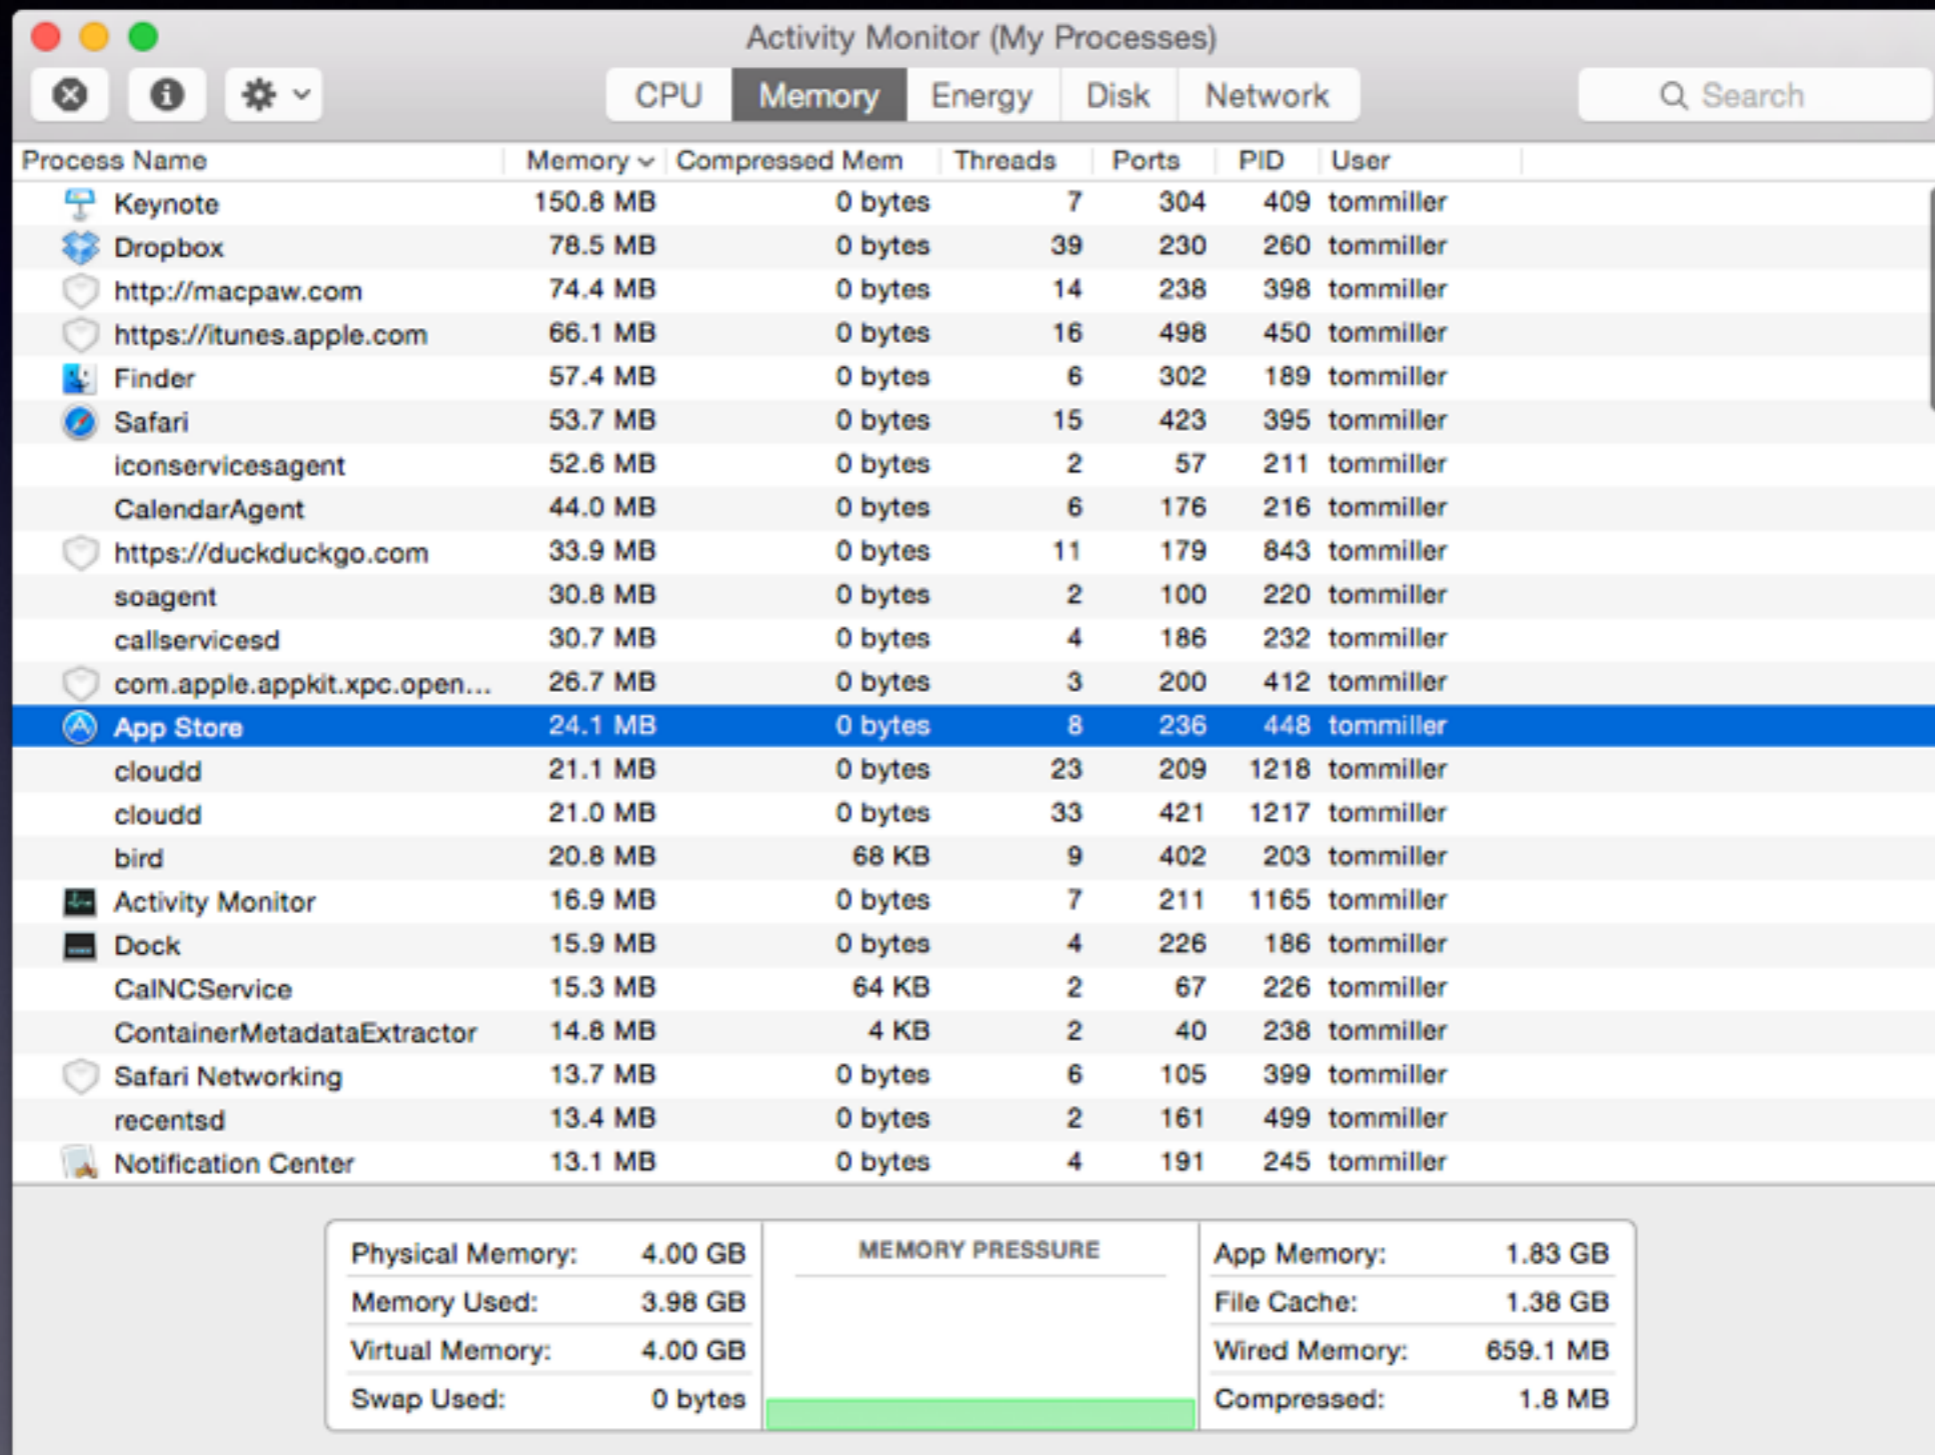 Activity Monitor (My Processes)
CPU Memory Energy Disk Network Search
Process Name Memory Compressed Mem Threads Ports PID User
Keynote 150.8 MB 0 bytes 7 304 409 tommiller
Dropbox 78.5 MB 0 bytes 39 230 260 tommiller
http://macpaw.com 74.4 MB 0 bytes 14 238 398 tommiller
https://itunes.apple.com 66.1 MB 0 bytes 16 498 450 tommiller
Finder 57.4 MB 0 bytes 6 302 189 tommiller
Safari 53.7 MB 0 bytes 15 423 395 tommiller
iconservicesagent 52.6 MB 0 bytes 2 57 211 tommiller
CalendarAgent 44.0 MB 0 bytes 6 176 216 tommiller
https://duckduckgo.com 33.9 MB 0 bytes 11 179 843 tommiller
soagent 30.8 MB 0 bytes 2 100 220 tommiller
callservicesd 30.7 MB 0 bytes 4 186 232 tommiller
com.apple.appkit.xpc.open... 26.7 MB 0 bytes 3 200 412 tommiller
App Store 24.1 MB 0 bytes 8 236 448 tommiller
cloudd 21.1 MB 0 bytes 23 209 1218 tommiller
cloudd 21.0 MB 0 bytes 33 421 1217 tommiller
bird 20.8 MB 68 KB 9 402 203 tommiller
Activity Monitor 16.9 MB 0 bytes 7 211 1165 tommiller
Dock 15.9 MB 0 bytes 4 226 186 tommiller
CalNCService 15.3 MB 64 KB 2 67 226 tommiller
ContainerMetadataExtractor 14.8 MB 4 KB 2 40 238 tommiller
Safari Networking 13.7 MB 0 bytes 6 105 399 tommiller
recentsd 13.4 MB 0 bytes 2 161 499 tommiller
Notification Center 13.1 MB 0 bytes 4 191 245 tommiller
Physical Memory: 4.00 GB
Memory Used: 3.98 GB
Virtual Memory: 4.00 GB
Swap Used: 0 bytes
MEMORY PRESSURE
App Memory: 1.83 GB
File Cache: 1.38 GB
Wired Memory: 659.1 MB
Compressed: 1.8 MB